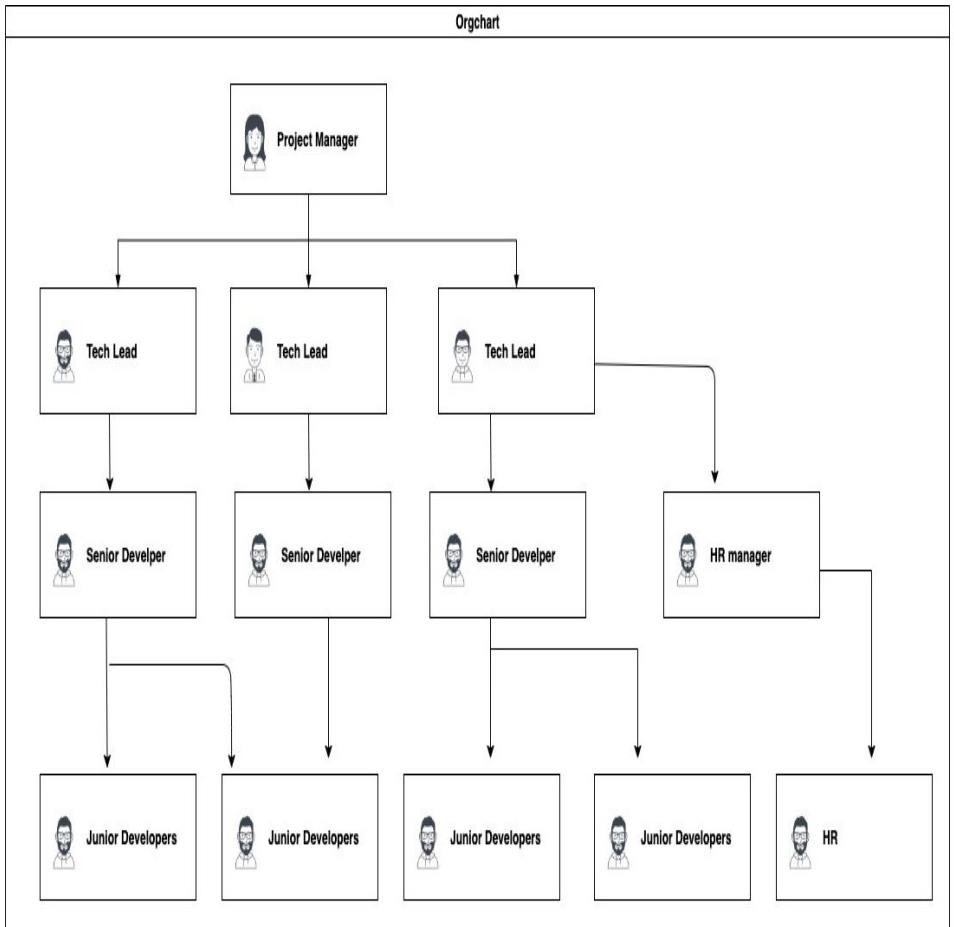 Orgchart
Project Manager
Tech Lead
Tech Lead
Tech Lead
Senior Develper
Senior Develper
Senior Develper
HR manager
Junior Developers
Junior Developers
Junior Developers
Junior Developers
HR